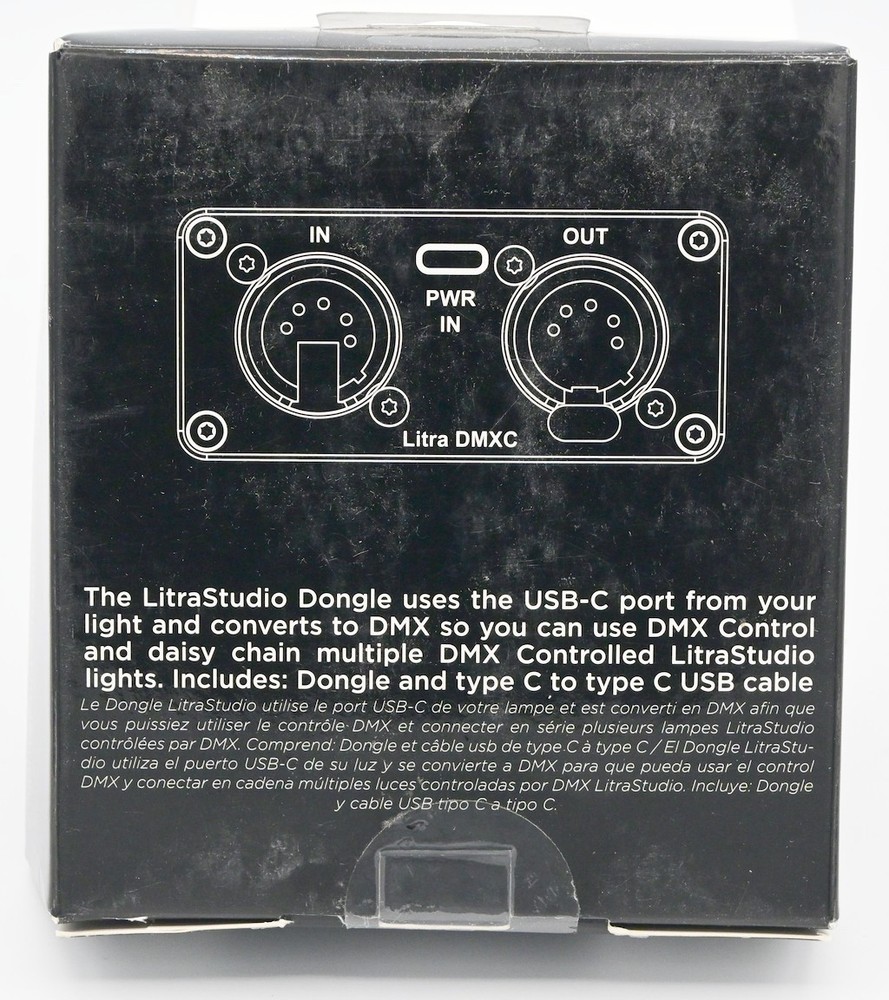 IN
OUT
PWR
IN
Litra DMXC
The LitraStudio Dongle uses the USB-C port from your
light and converts to DMX so you can use DMX Control
and daisy chain multiple DMX Controlled LitraStudio
lights. Includes: Dongle and type C to type C USB cable
Le Dongle LitraStudio utilise le port USB-C de votre lampe et est converti en DMX afin que
vous puissiez utiliser le contrôle DMX et connecter en série plusieurs lampes LitraStudio
contrôlées par DMX. Comprend: Dongle et câble usb de type C à type C / El Dongle LitraStu-
dio utiliza el puerto USB-C de su luz y se convierte a DMX para que pueda usar el control
DMX y conectar en cadena múltiples luces controladas por DMX LitraStudio. Incluye: Dongle
y cable USB tipo C a tipo C.